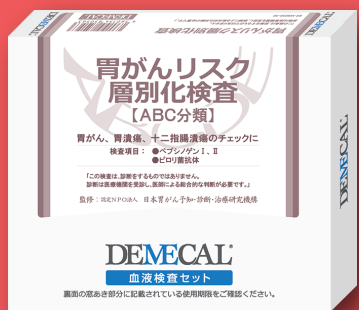 胃がんリスク
層別化検査
【ABC分類】
胃がん、胃潰瘍、十二指腸潰瘍のチェックに
検査項目： ●ペプシノゲンⅠ、Ⅱ
●ピロリ菌抗体
「この検査は、診断をするものではありません。
診断は医療機関を受診し、医師による総合的な判断が必要です。」
監修：認定NPO法人 日本胃がん予知・診断・治療研究機構
DEMECAL
血液検査セット
裏面の窓あき部分に記載されている使用期限をご確認ください。
DEMECAL